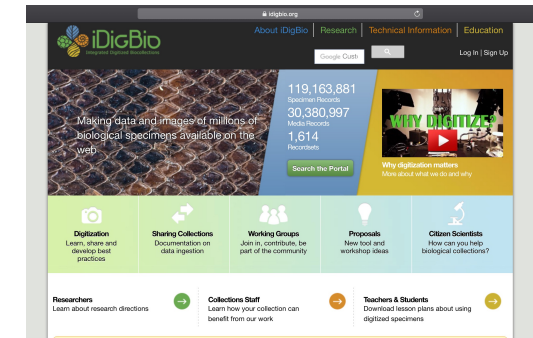 idigbio.org
About iDigBio
Research
Technical Information
Education
iDigBio
Integrated Digitized Biocollections
Google Custom
Log In | Sign Up
Making data and images of millions of
biological specimens available on the
web
119,163,881
Specimen Records
30,380,997
Media Records
1,614
Recordsets
Search the Portal
WHY DIGITIZE?
Why digitization matters
More about what we do and why
Digitization
Learn, share and
develop best
practices
Sharing Collections
Documentation on
data ingestion
Working Groups
Join in, contribute, be
part of the community
Proposals
New tool and
workshop ideas
Citizen Scientists
How can you help
biological collections?
Researchers
Learn about research directions
Collections Staff
Learn how your collection can
benefit from our work
Teachers & Students
Download lesson plans about using
digitized specimens